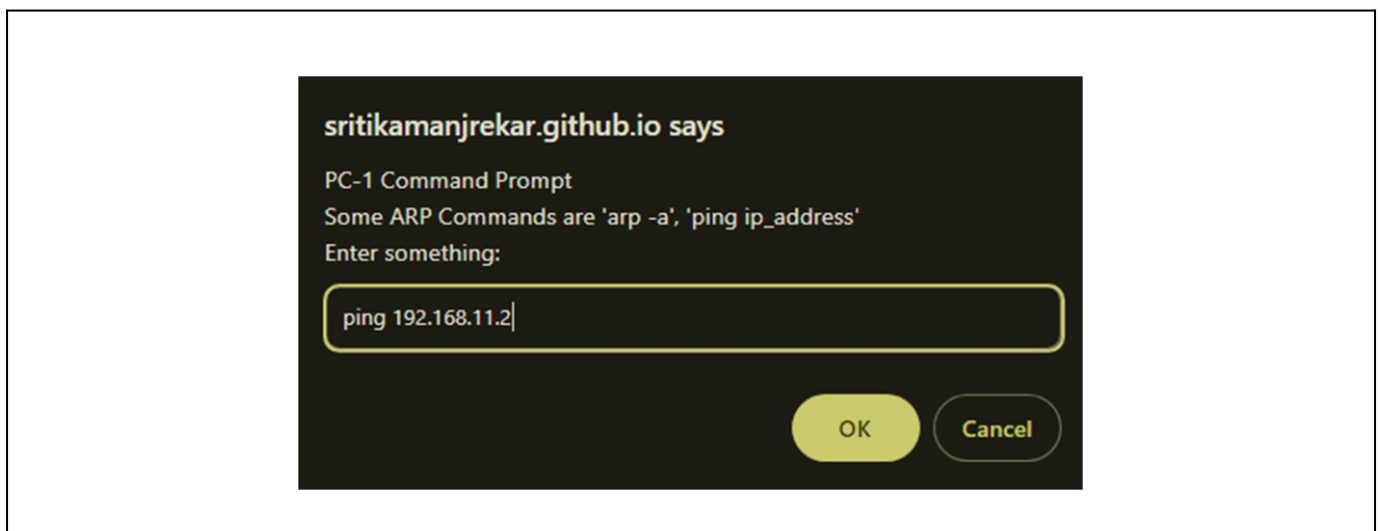 sritikamanjrekar.github.io says
PC-1 Command Prompt
Some ARP Commands are 'arp -a', 'ping ip_address'
Enter something:
ping 192.168.11.2
OK
Cancel